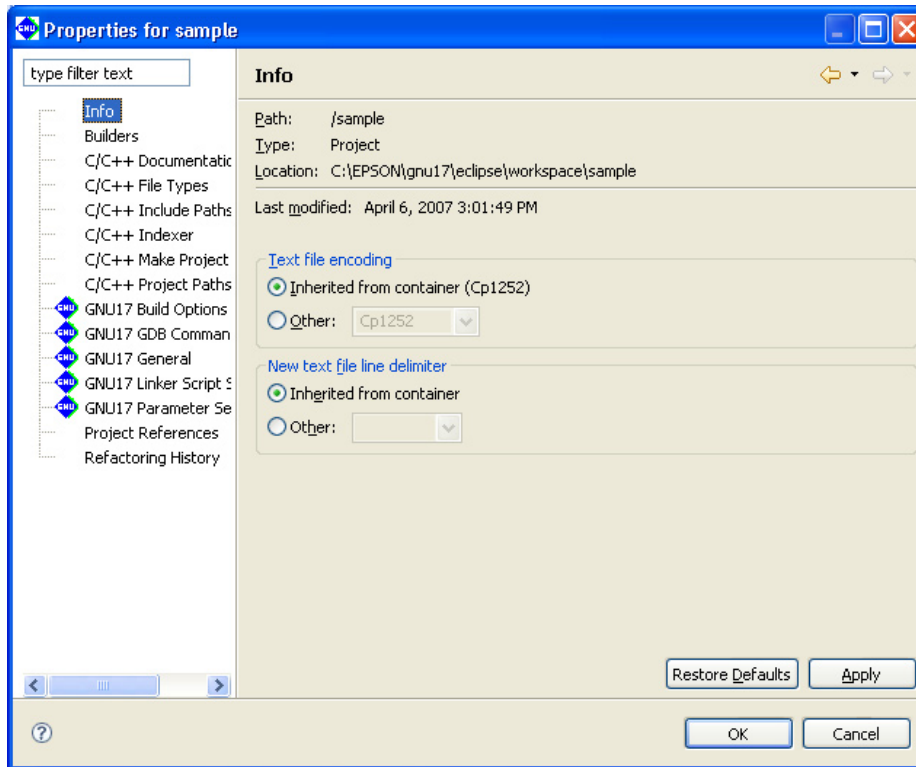 Properties for sample
type filter text
Info
Builders
C/C++ Documentatic
C/C++ File Types
C/C++ Include Paths
C/C++ Indexer
C/C++ Make Project
C/C++ Project Paths
GNU17 Build Options
GNU17 GDB Comman
GNU17 General
GNU17 Linker Script S
GNU17 Parameter Se
Project References
Refactoring History
Info
Path: /sample
Type: Project
Location: C:\EPSON\gnu17\eclipse\workspace\sample
Last modified: April 6, 2007 3:01:49 PM
Text file encoding
Inherited from container (Cp1252)
Other: Cp1252
New text file line delimiter
Inherited from container
Other:
Restore Defaults Apply
OK Cancel